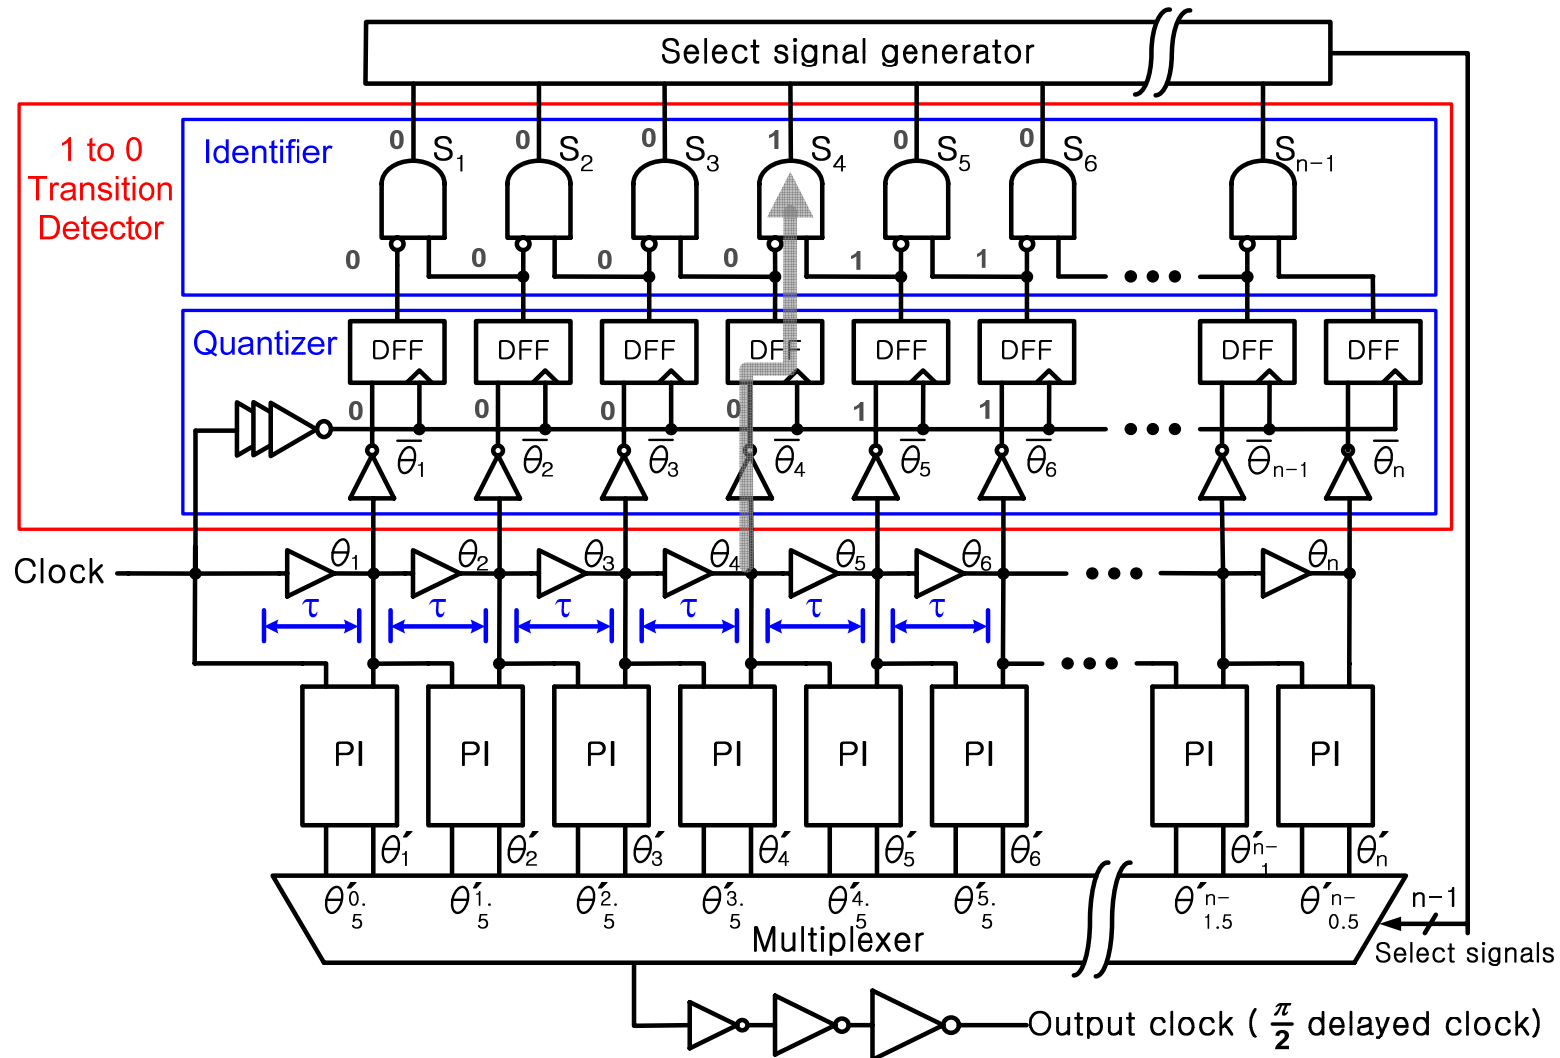 Select signal generator
1 to 0
Transition
Detector
Identifier
0 0 0 1 0 0
S1 S2 S3 S4 S5 S6 Sn-1
0 0 0 0 1 1
Quantizer
DFF DFF DFF DFF DFF DFF DFF DFF
0 0 0 0 1 1
θ̅1 θ̅2 θ̅3 θ̅4 θ̅5 θ̅6 θ̅n-1 θ̅n
Clock
θ1 θ2 θ3 θ4 θ5 θ6 θn
τ τ τ τ τ τ
PI PI PI PI PI PI PI PI
θ′1 θ′2 θ′3 θ′4 θ′5 θ′6 θ′n-1 θ′n
θ′0.5 θ′1.5 θ′2.5 θ′3.5 θ′4.5 θ′5.5 θ′n-1.5 θ′n-0.5
n-1
Multiplexer
Select signals
Output clock ( π/2 delayed clock)